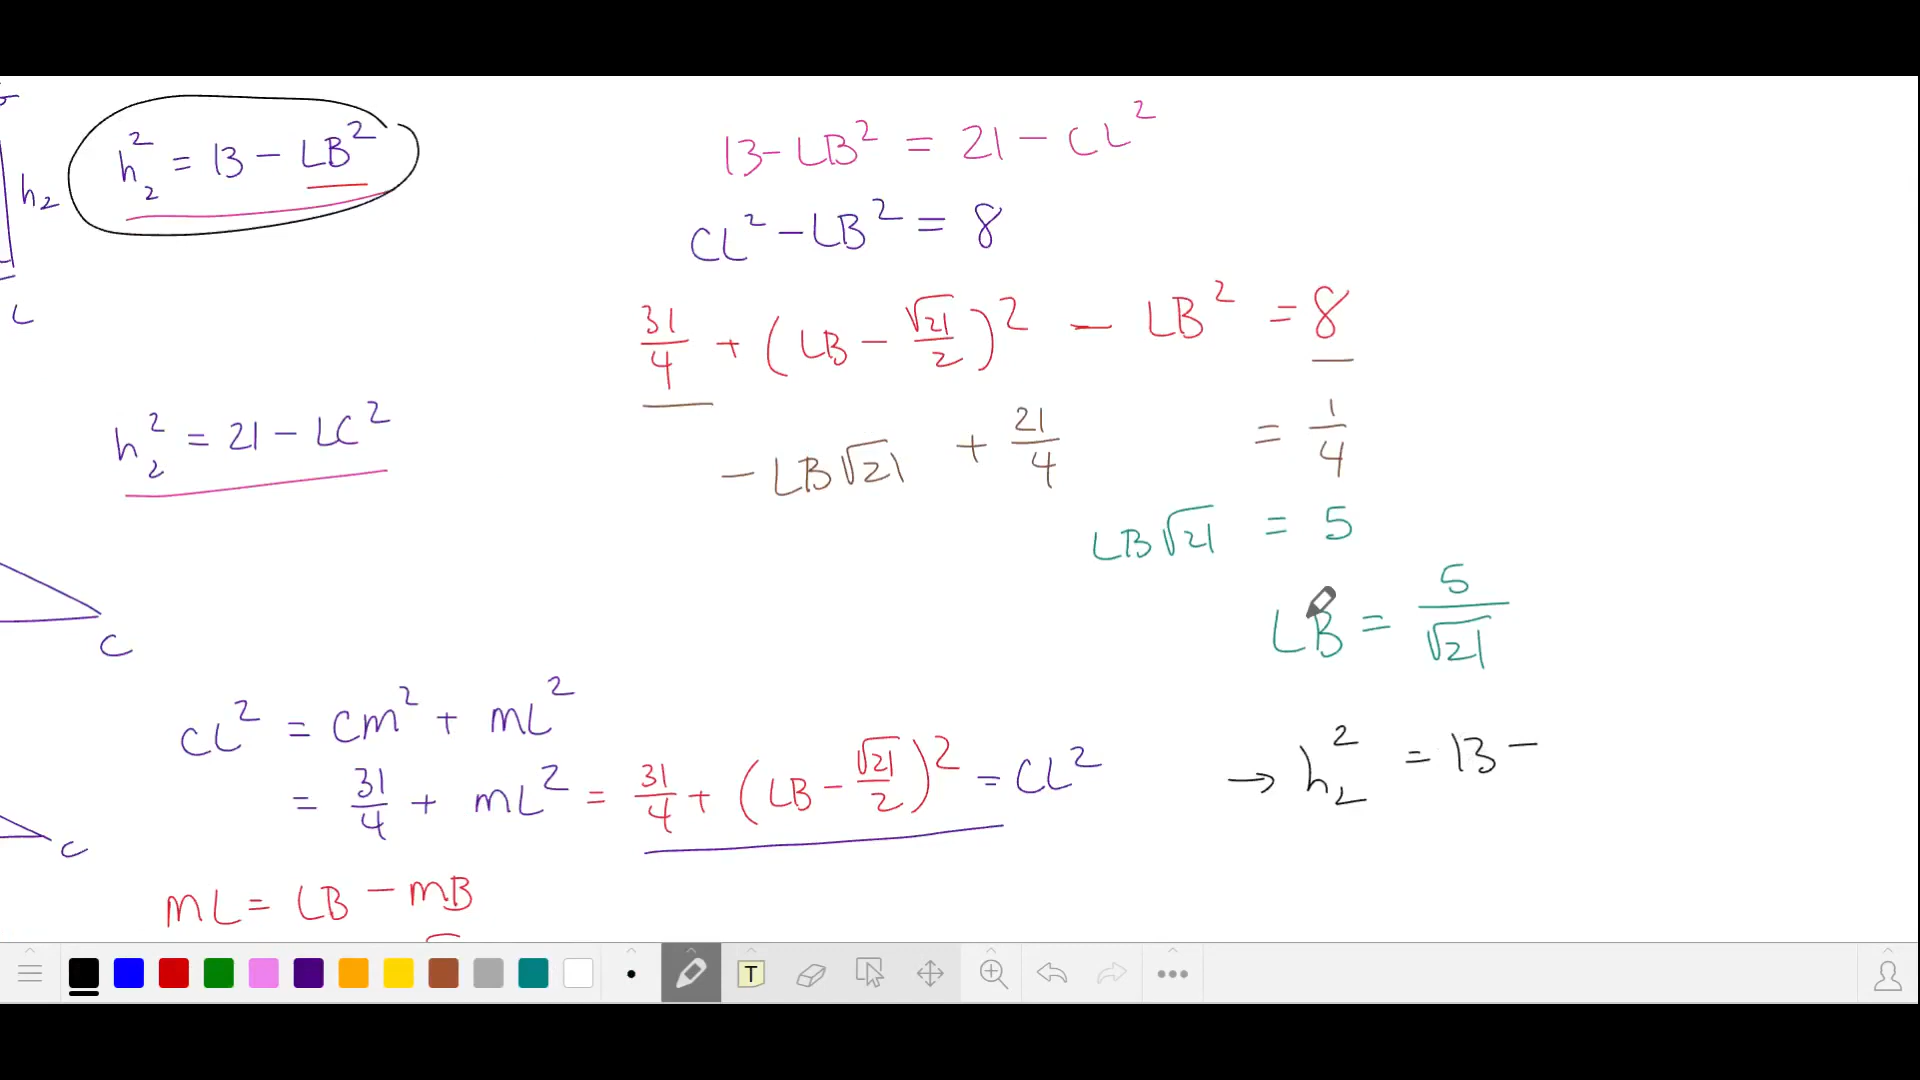 h₂² = 13 - LB²
h₂
L
h₂² = 21 - LC²
C
C
13 - LB² = 21 - CL²
CL² - LB² = 8
31/4 + (LB - √21/2)² - LB² = 8
- LB√21 + 21/4 = 1/4
LB√21 = 5
LB = 5/√21
→ h₂² = 13 -
CL² = CM² + ML²
= 31/4 + ML² = 31/4 + (LB - √21/2)² = CL²
ML = LB - MB
T